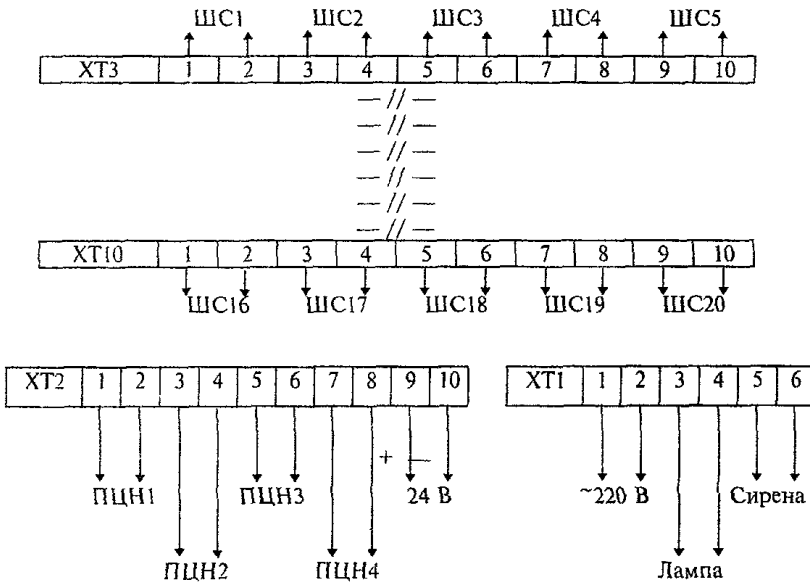 ШС1 ШС2 ШС3 ШС4 ШС5
ХТ3 1 2 3 4 5 6 7 8 9 10
— // —
— // —
— // —
— // —
— // —
— // —
ХТ10 1 2 3 4 5 6 7 8 9 10
ШС16 ШС17 ШС18 ШС19 ШС20
ХТ2 1 2 3 4 5 6 7 8 9 10
ХТ1 1 2 3 4 5 6
+ —
ПЦН1 ПЦН3 24 В
~220 В Сирена
ПЦН2 ПЦН4
Лампа